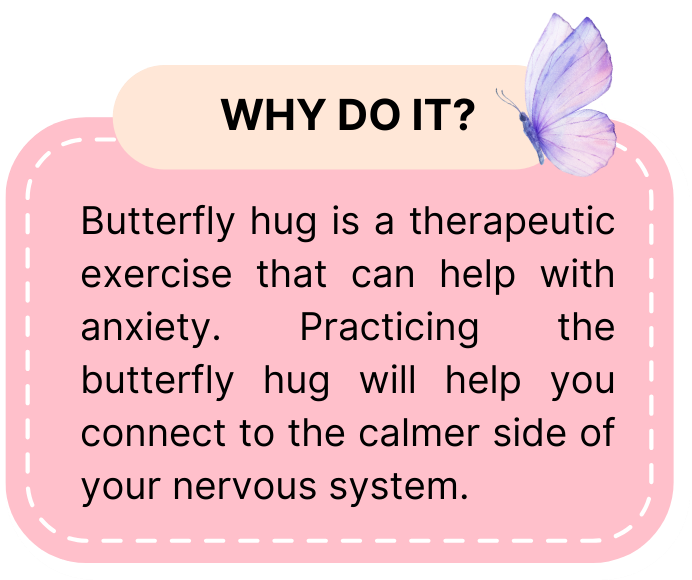 WHY DO IT?
Butterfly hug is a therapeutic
exercise that can help with
anxiety. Practicing the
butterfly hug will help you
connect to the calmer side of
your nervous system.